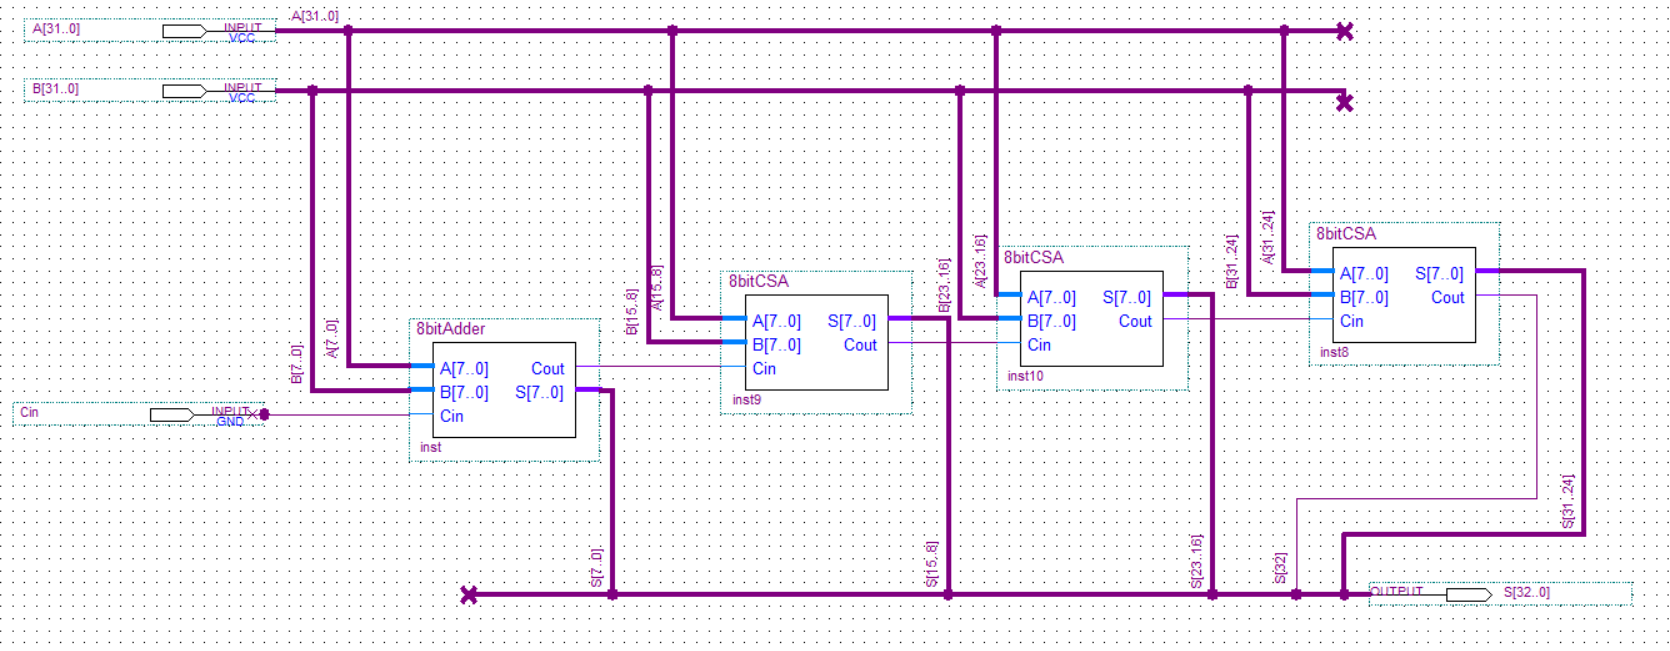 A[31..0]
A[31..0]
INPUT
VCC
B[31..0]
INPUT
VCC
Cin
INPUT
GND
B[7..0]
A[7..0]
8bitAdder
A[7..0]
Cout
B[7..0]
S[7..0]
Cin
inst
B[15..8]
A[15..8]
8bitCSA
A[7..0]
S[7..0]
B[7..0]
Cout
Cin
inst9
B[23..16]
A[23..16]
8bitCSA
A[7..0]
S[7..0]
B[7..0]
Cout
Cin
inst10
B[31..24]
A[31..24]
8bitCSA
A[7..0]
S[7..0]
B[7..0]
Cout
Cin
inst8
S[7..0]
S[15..8]
S[23..16]
S[32]
S[31..24]
OUTPUT
S[32..0]